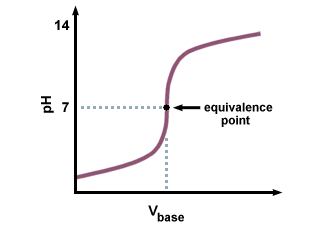 14
pH
7
equivalence
point
Vbase